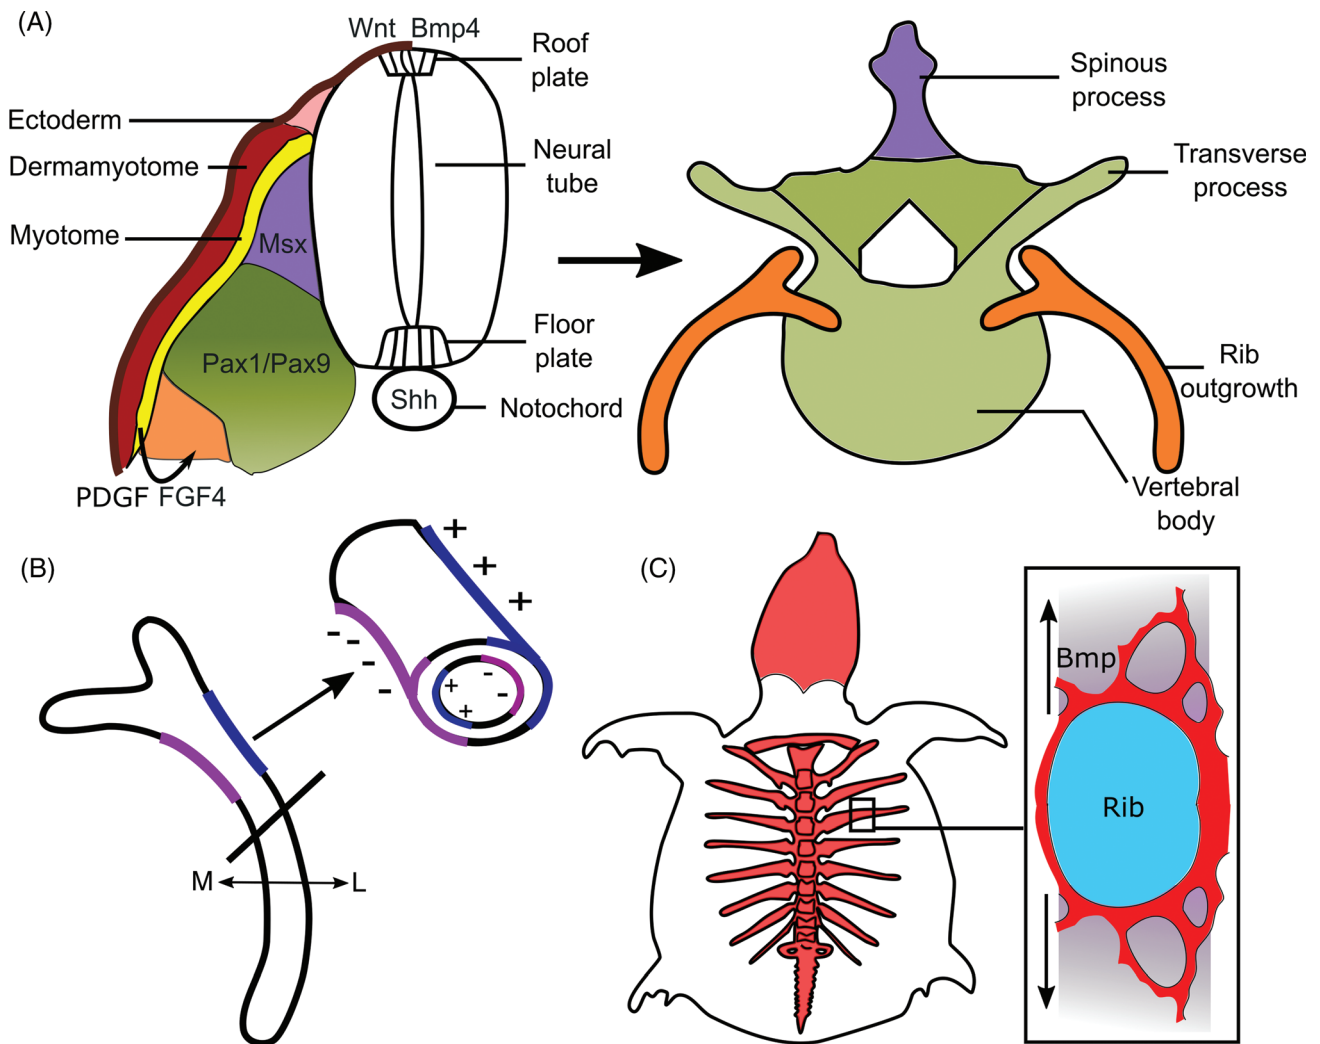 (A)
Wnt Bmp4
Roof
plate
Ectoderm
Dermamyotome
Myotome
Msx
Neural
tube
Pax1/Pax9
Floor
plate
Shh
Notochord
PDGF FGF4
Spinous
process
Transverse
process
Rib
outgrowth
Vertebral
body
(B)
+
+
+
-
-
-
-
+
+
-
-
M
L
(C)
Bmp
Rib